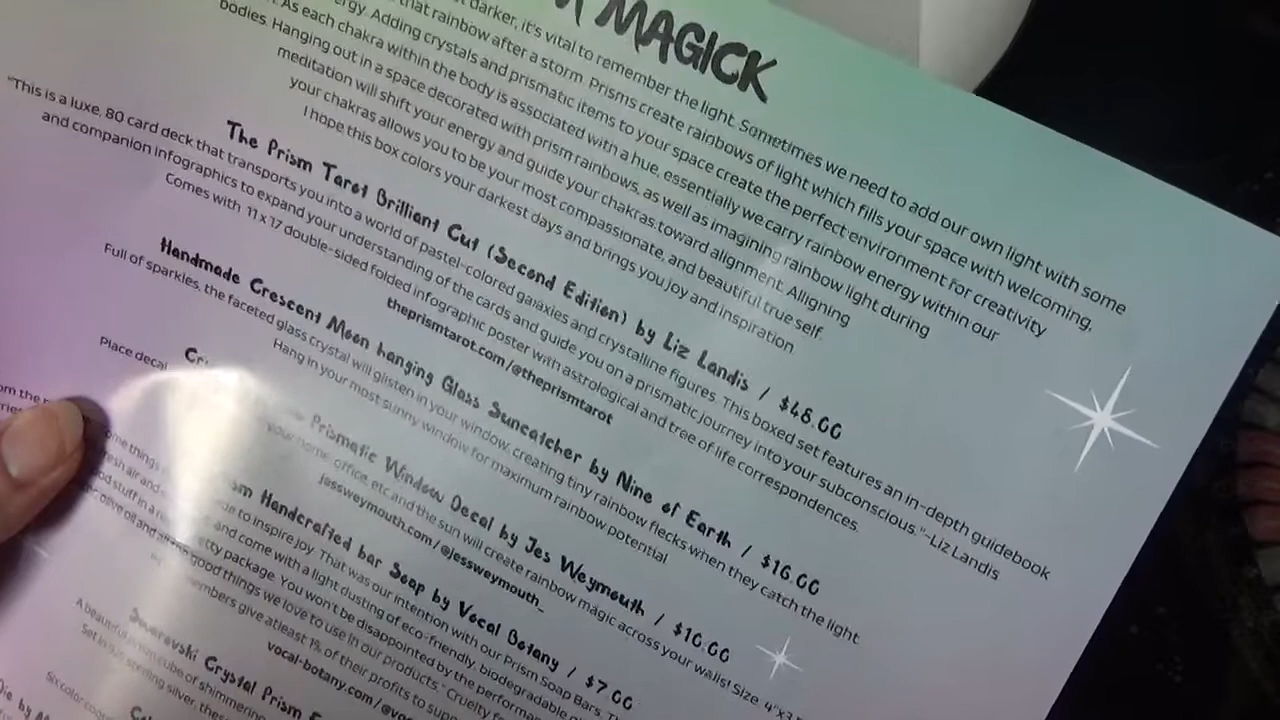 MAGICK
darker, it's vital to remember the light. Sometimes we need to add our own light with some
that rainbow after a storm. Prisms create rainbows of light which fills your space with welcoming,
Adding crystals and prismatic items to your space create the perfect environment for creativity
As each chakra within the body is associated with a hue, essentially we carry rainbow energy within our
bodies. Hanging out in a space decorated with prism rainbows, as well as imagining rainbow light during
meditation will shift your energy and guide your chakras toward alignment. Alligning
your chakras allows you to be your most compassionate, and beautiful true self.
I hope this box colors your darkest days and brings you joy and inspiration
The Prism Tarot Brilliant Cut (Second Edition) by Liz Landis / $48.00
"This is a luxe, 80 card deck that transports you into a world of pastel-colored galaxies and crystalline figures. This boxed set features an in-depth guidebook
and companion infographics to expand your understanding of the cards and guide you on a prismatic journey into your subconscious."~Liz Landis
Comes with 11 x 17 double-sided folded infographic poster with astrological and tree of life correspondences.
theprismtarot.com/@theprismtarot
Handmade Crescent Moon hanging Glass Suncatcher by Nine of Earth / $16.00
Full of sparkles, the faceted glass crystal will glisten in your window, creating tiny rainbow flecks when they catch the light.
Hang in your most sunny window for maximum rainbow potential
Prismatic Window Decal by Jes Weymouth / $10.00
Place decal your home, office, etc and the sun will create rainbow magic across your walls! Size: 4"x3
jessweymouth.com/@jessweymouth_
Handcrafted bar Soap by Vocal Botany / $7.00
to inspire joy. That was our intention with our Prism Soap Bars.
and come with a light dusting of eco-friendly, biodegradable
package. You won't be disappointed by the
good things we love to use in our products." Cruelty
give atleast 1% of their profits to
vocal-botany.com/
Swarovski Crystal Prism
A beautiful cube of shimmering
Set in sterling silver,
Six color
by